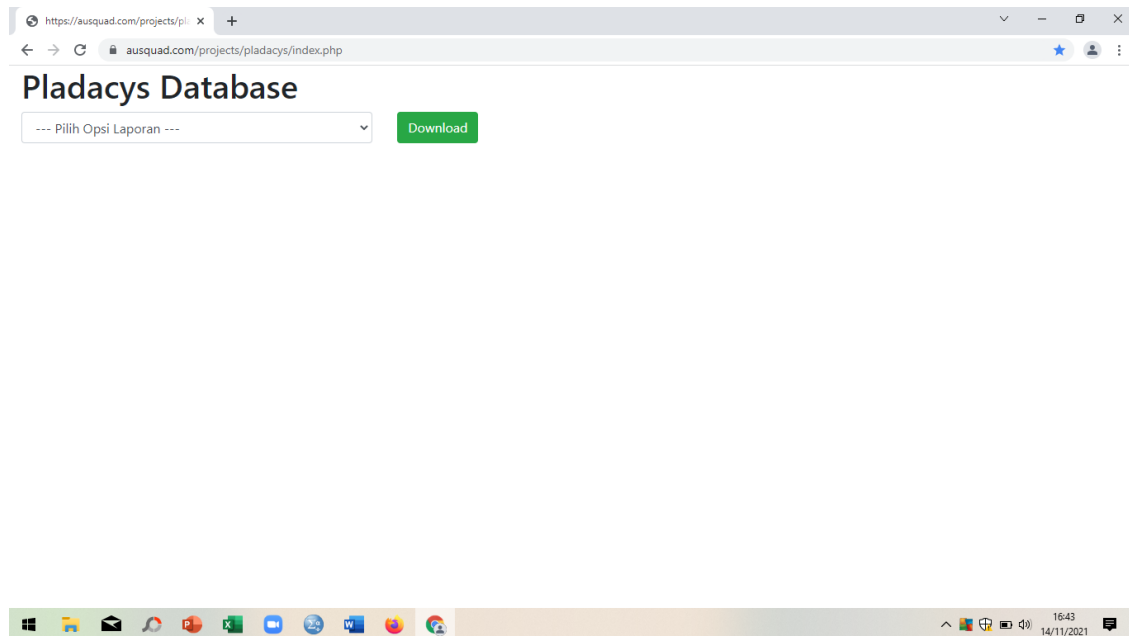 https://ausquad.com/projects/pla
ausquad.com/projects/pladacys/index.php
Pladacys Database
--- Pilih Opsi Laporan ---
Download
16:43
14/11/2021